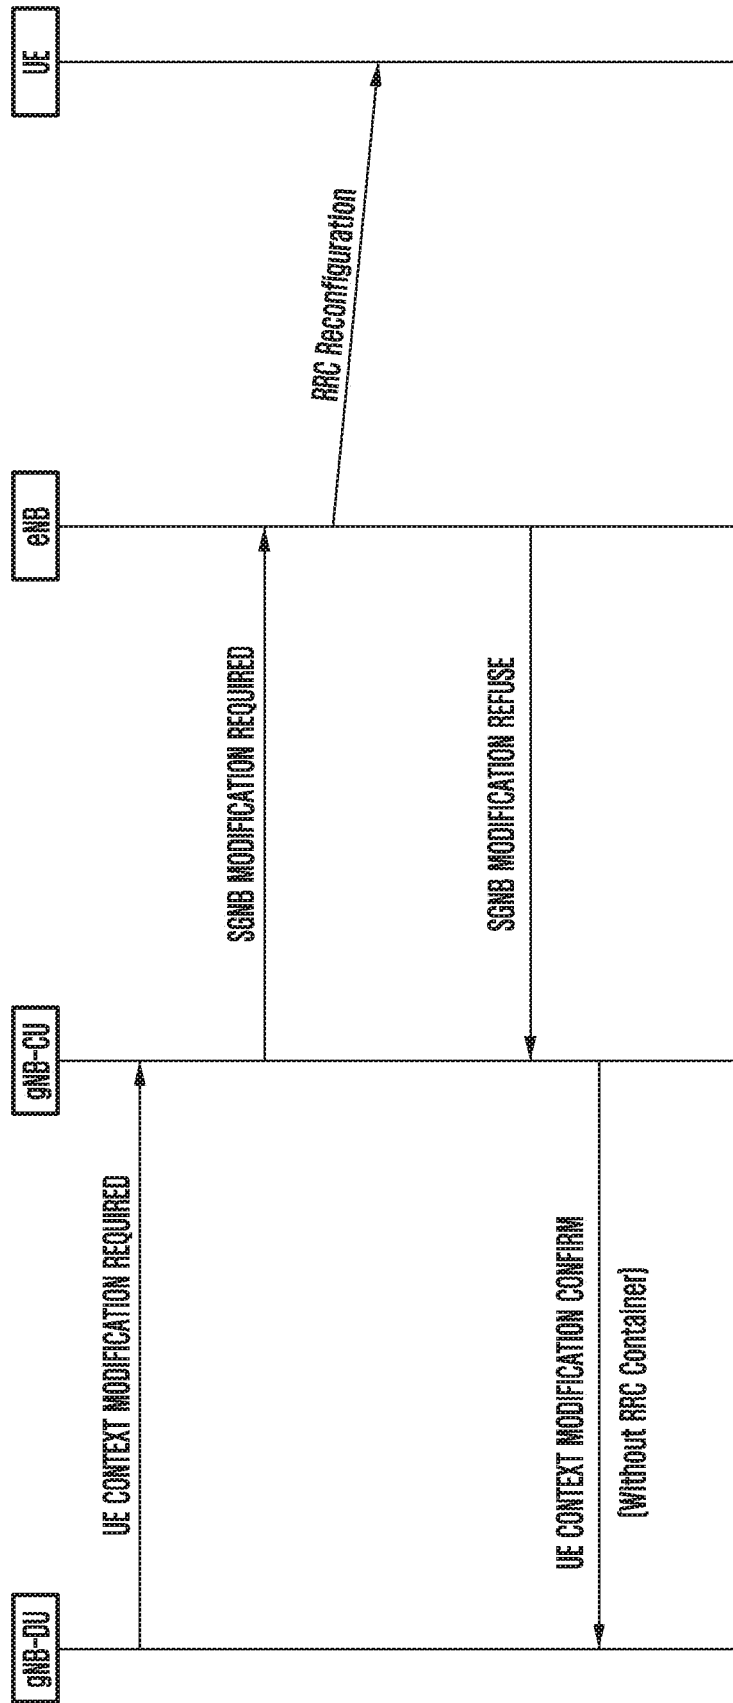 gNB-DU
gNB-CU
eNB
UE
UE CONTEXT MODIFICATION REQUIRED
SGNB MODIFICATION REQUIRED
RRC Reconfiguration
SGNB MODIFICATION REFUSE
UE CONTEXT MODIFICATION CONFIRM
(Without RRC Container)